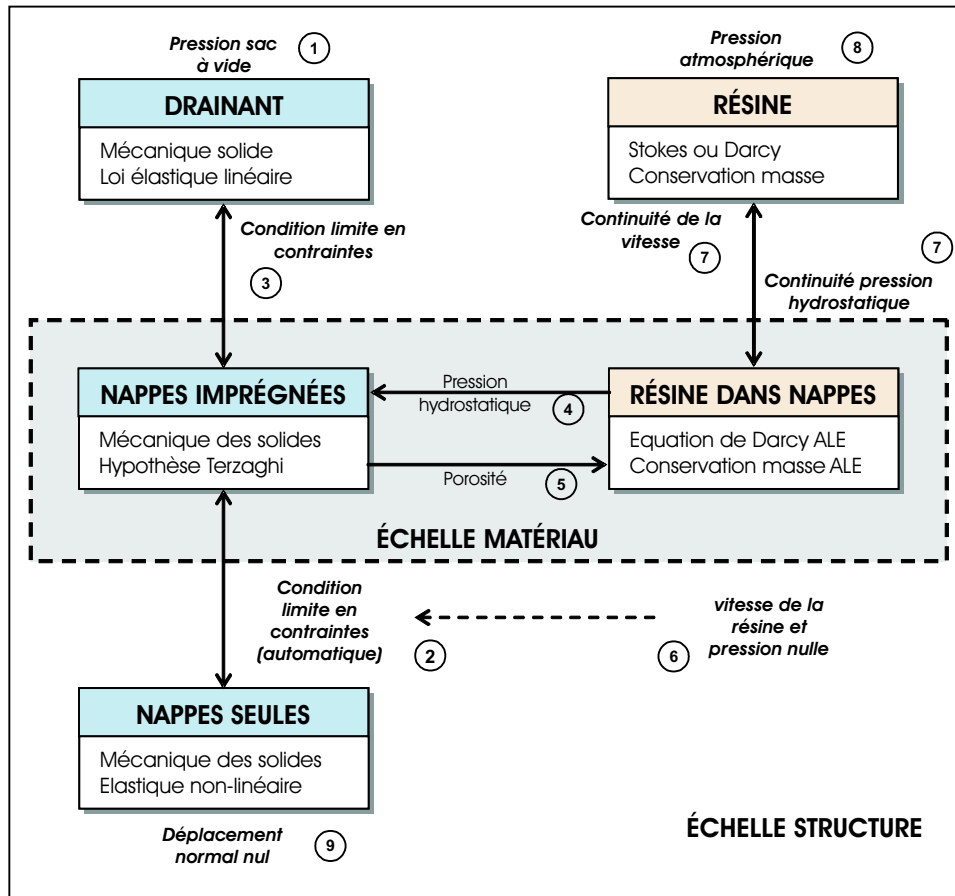 Pression sac
à vide
1
DRAINANT
Mécanique solide
Loi élastique linéaire
Pression
atmosphérique
8
RÉSINE
Stokes ou Darcy
Conservation masse
Condition limite en
contraintes
3
Continuité de la
vitesse
7
7
Continuité pression
hydrostatique
NAPPES IMPRÉGNÉES
Mécanique des solides
Hypothèse Terzaghi
Pression
hydrostatique
4
Porosité
5
RÉSINE DANS NAPPES
Equation de Darcy ALE
Conservation masse ALE
ÉCHELLE MATÉRIAU
Condition
limite en
contraintes
(automatique)
2
6
vitesse de la
résine et
pression nulle
NAPPES SEULES
Mécanique des solides
Elastique non-linéaire
Déplacement
normal nul
9
ÉCHELLE STRUCTURE